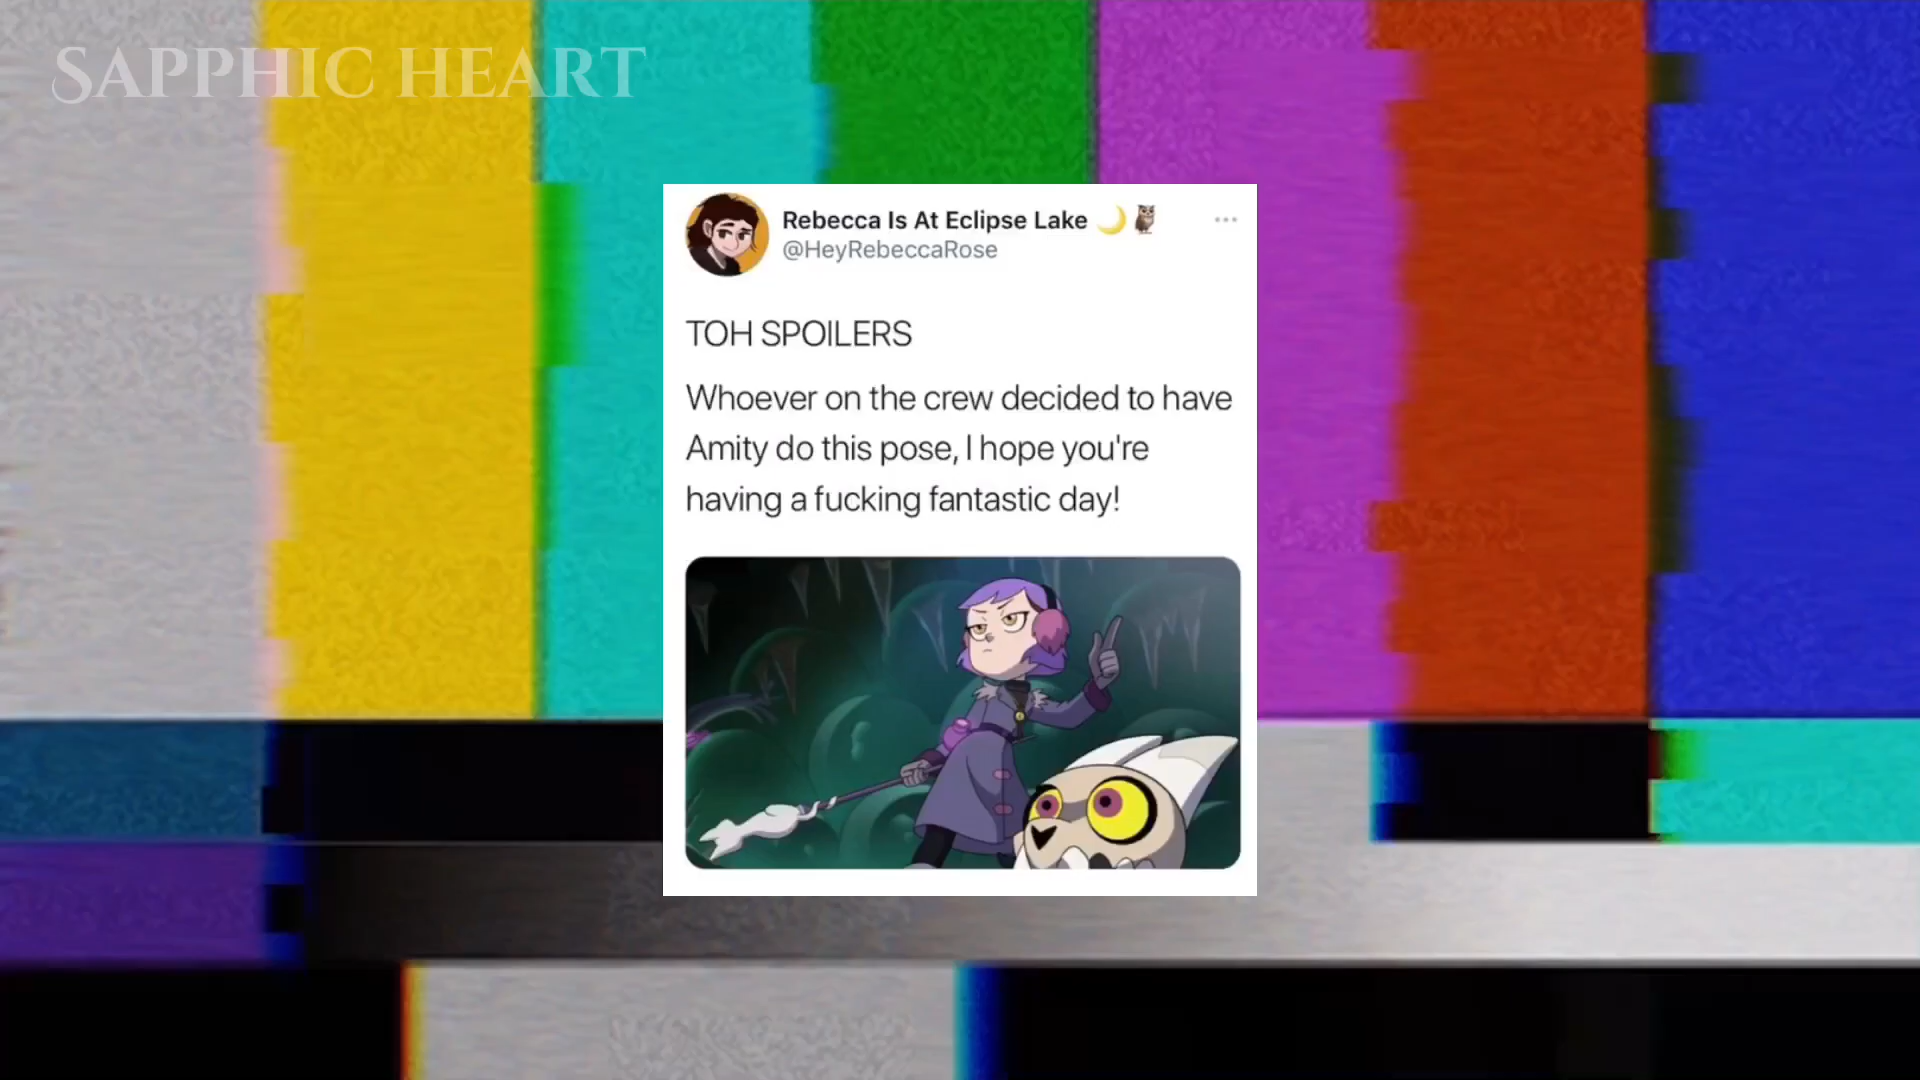 SAPPHIC HEART
Rebecca Is At Eclipse Lake 🌙🦉
@HeyRebeccaRose
TOH SPOILERS
Whoever on the crew decided to have
Amity do this pose, I hope you're
having a fucking fantastic day!